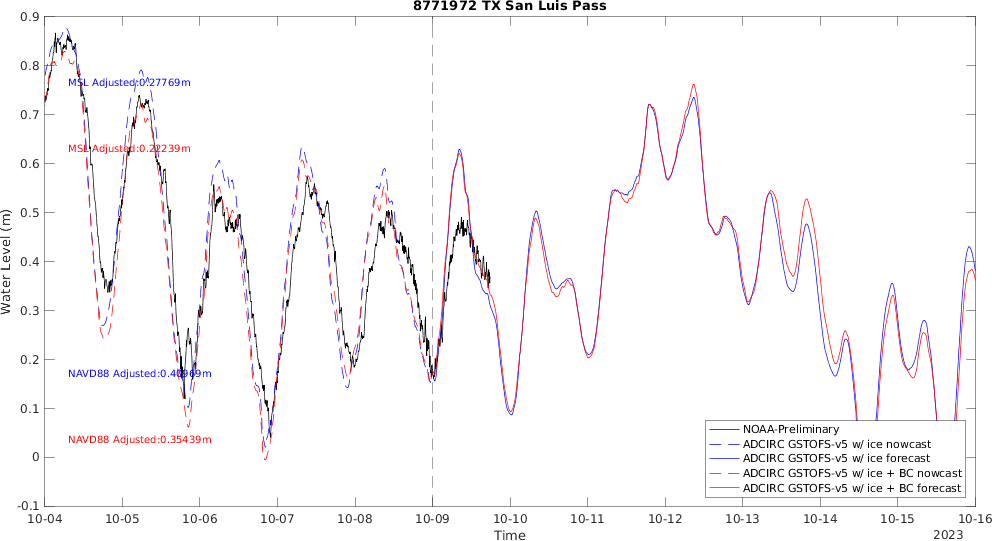 8771972 TX San Luis Pass
Water Level (m)
0.9
0.8
0.7
0.6
0.5
0.4
0.3
0.2
0.1
0
-0.1
MSL Adjusted:0.27769m
MSL Adjusted:0.22239m
NAVD88 Adjusted:0.40969m
NAVD88 Adjusted:0.35439m
NOAA-Preliminary
ADCIRC GSTOFS-v5 w/ ice nowcast
ADCIRC GSTOFS-v5 w/ ice forecast
ADCIRC GSTOFS-v5 w/ ice + BC nowcast
ADCIRC GSTOFS-v5 w/ ice + BC forecast
10-04 10-05 10-06 10-07 10-08 10-09 10-10 10-11 10-12 10-13 10-14 10-15 10-16
Time
2023